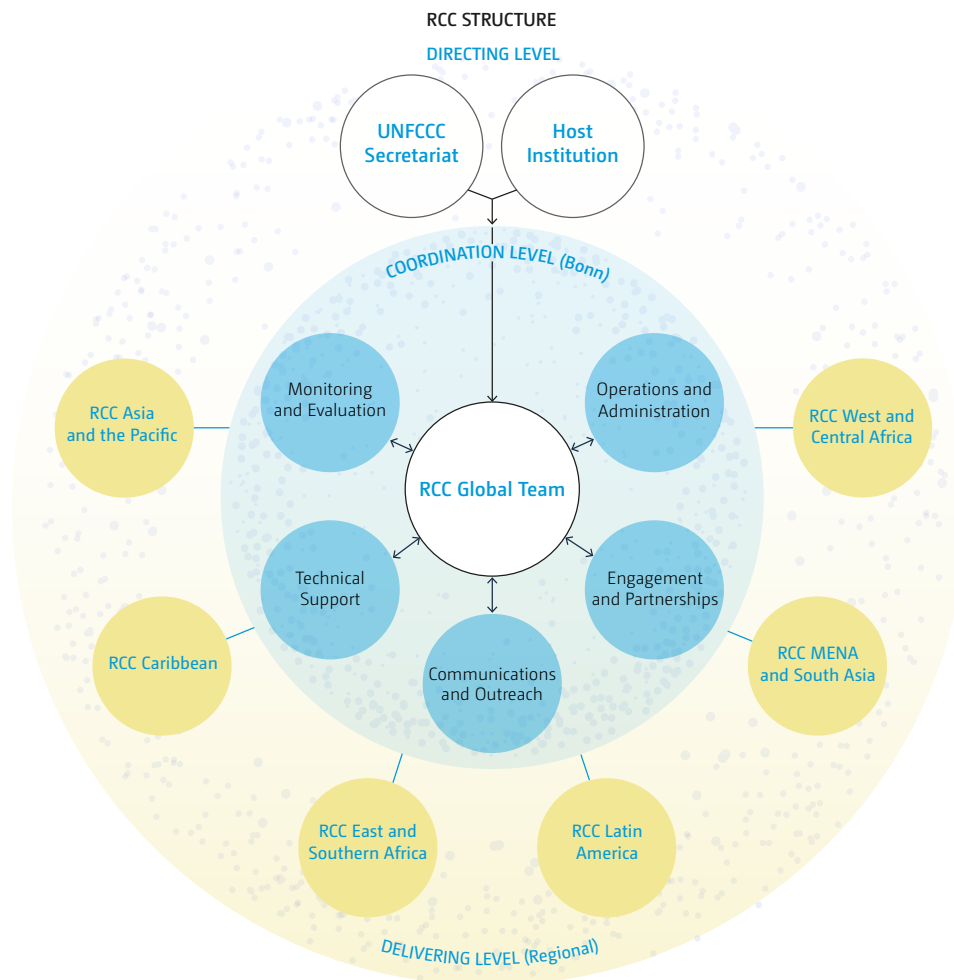 RCC STRUCTURE
DIRECTING LEVEL
UNFCCC
Secretariat
Host
Institution
COORDINATION LEVEL (Bonn)
Monitoring
and Evaluation
Operations and
Administration
RCC Asia
and the Pacific
RCC West and
Central Africa
RCC Global Team
Technical
Support
Engagement
and Partnerships
RCC Caribbean
Communications
and Outreach
RCC MENA
and South Asia
RCC East and
Southern Africa
RCC Latin
America
DELIVERING LEVEL (Regional)